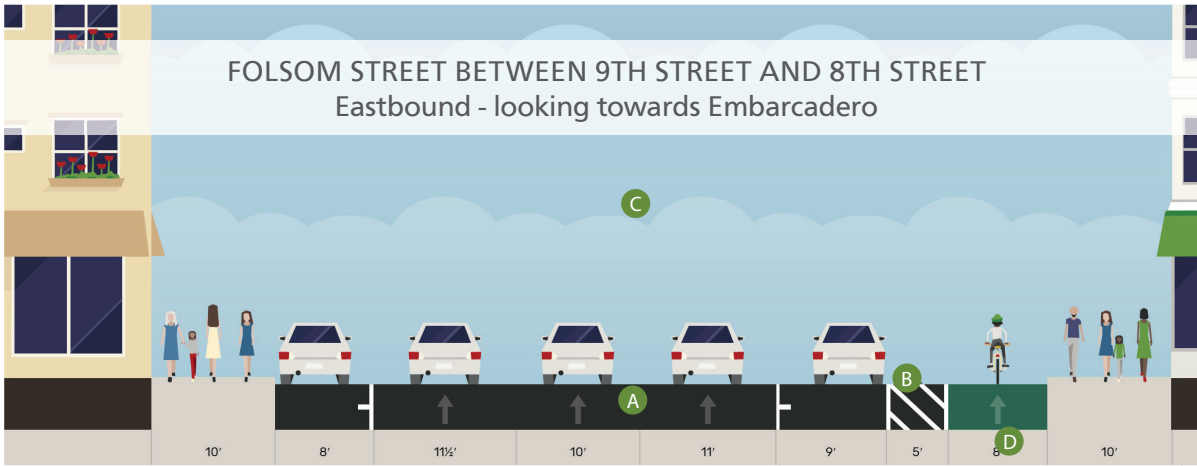 FOLSOM STREET BETWEEN 9TH STREET AND 8TH STREET
Eastbound - looking towards Embarcadero
C
B
A
D
10' 8' 11½' 10' 11' 9' 5' 8' 10'